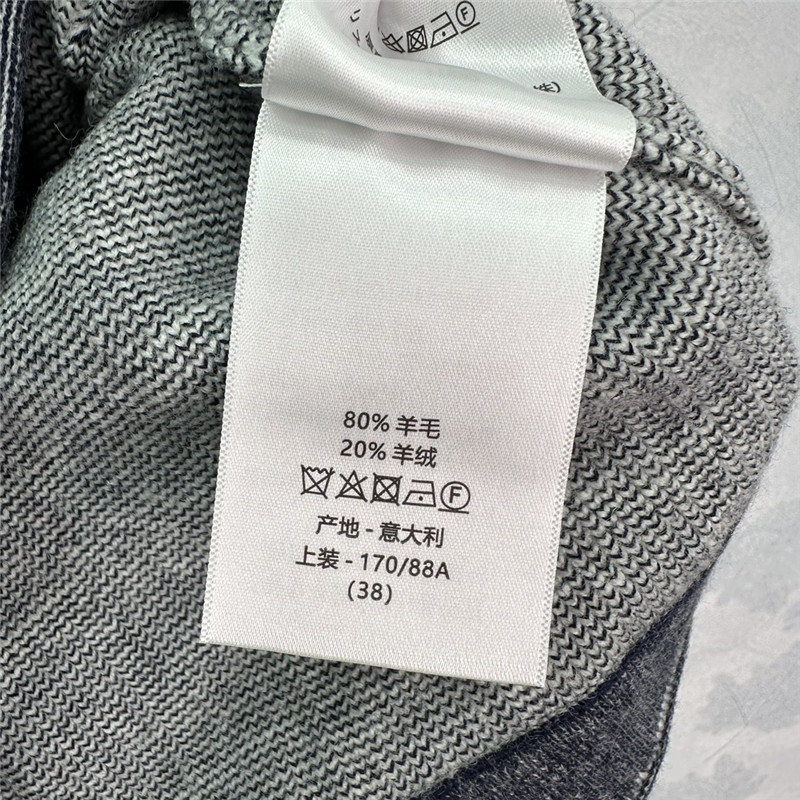 80% 羊毛
20% 羊绒
F
产地 - 意大利
上装 - 170/88A
(38)